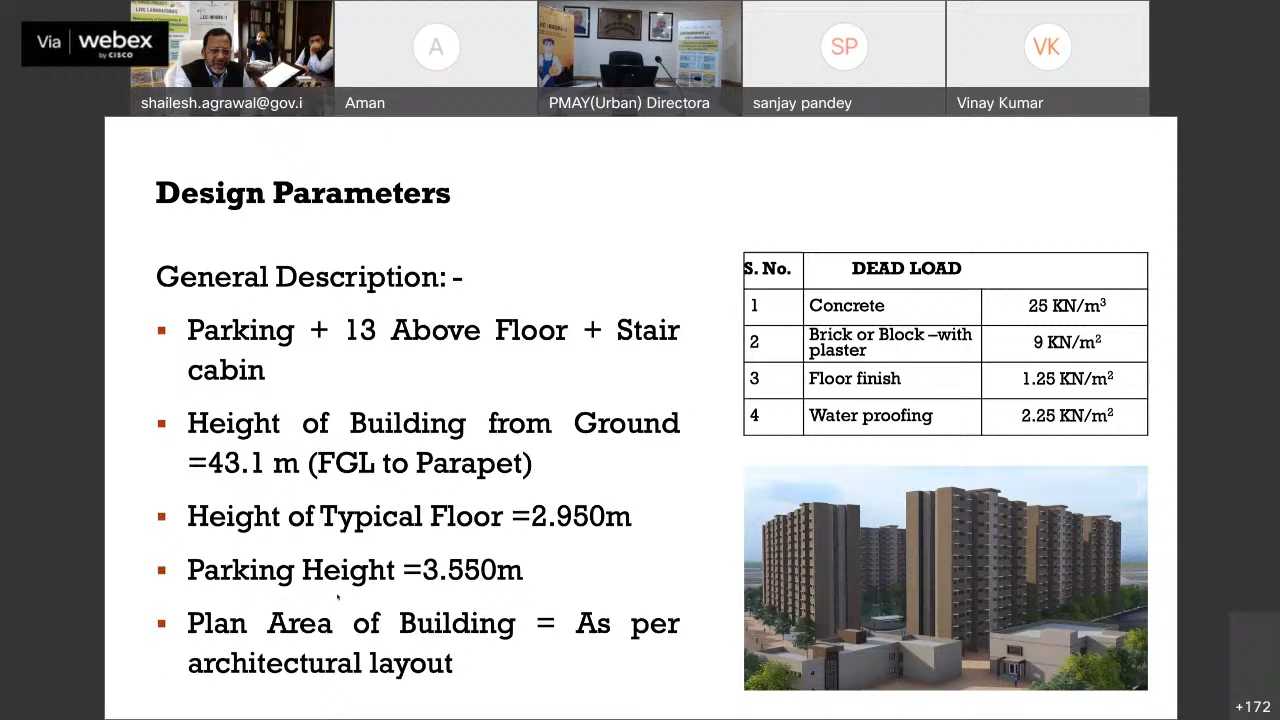 Via webex
by CISCO
shailesh.agrawal@gov.i
A
Aman
PMAY(Urban) Directora
SP
sanjay pandey
VK
Vinay Kumar
Design Parameters
General Description: -
▪ Parking + 13 Above Floor + Stair
cabin
▪ Height of Building from Ground
=43.1 m (FGL to Parapet)
▪ Height of Typical Floor =2.950m
▪ Parking Height =3.550m
▪ Plan Area of Building = As per
architectural layout
S. No. DEAD LOAD
1 Concrete 25 KN/m³
2 Brick or Block –with
plaster 9 KN/m²
3 Floor finish 1.25 KN/m²
4 Water proofing 2.25 KN/m²
+172